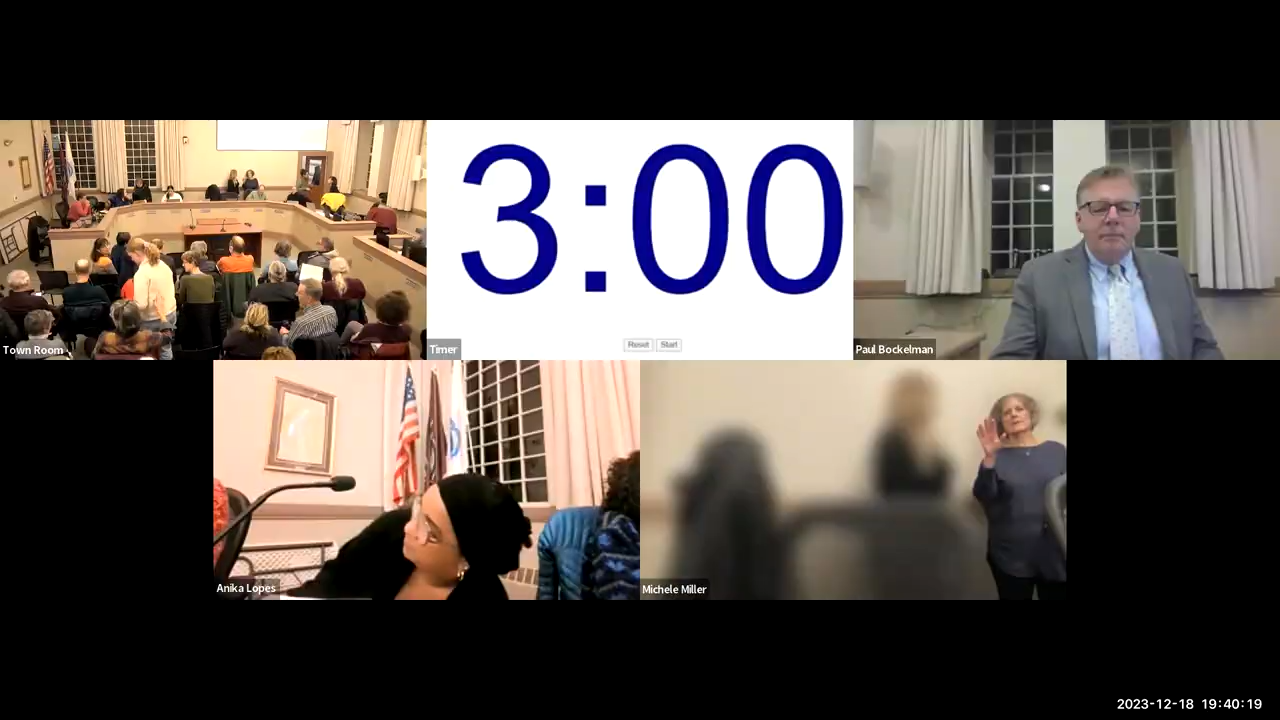 3:00
Reset Start
Town Room
Timer
Paul Bockelman
Anika Lopes
Michele Miller
2023-12-18 19:40:19